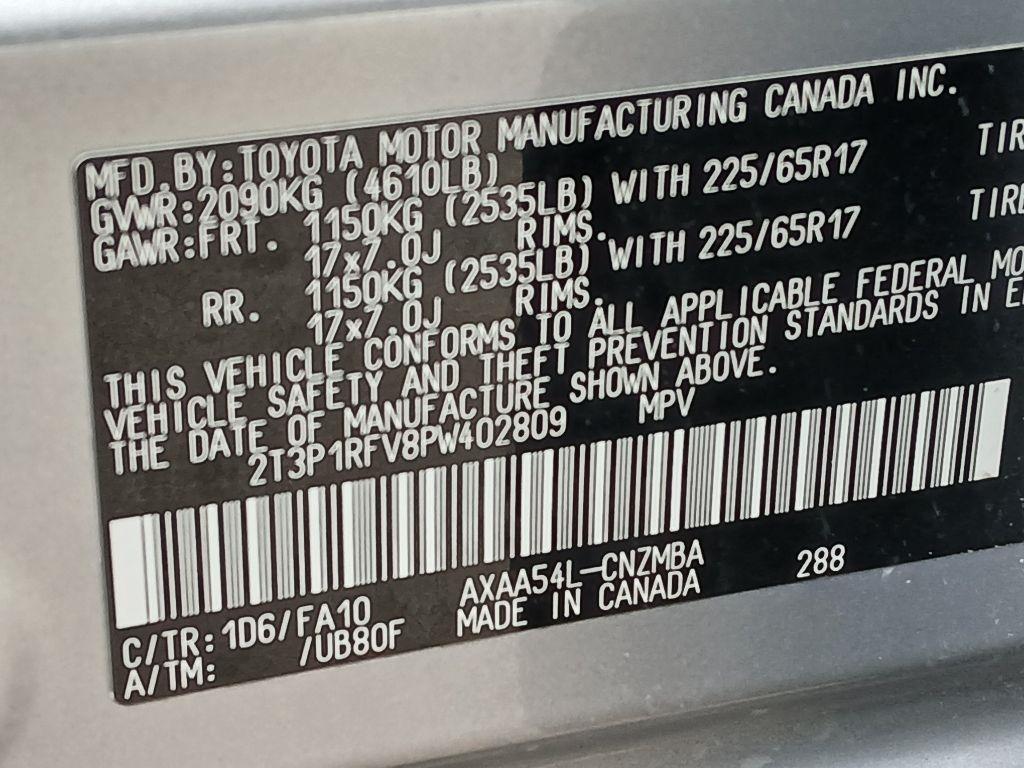 MFD.BY:TOYOTA MOTOR MANUFACTURING CANADA INC.
GVWR:2090KG (4610LB)
GAWR:FRT. 1150KG (2535LB) WITH 225/65R17 TIR
17x7.0J RIMS.
RR. 1150KG (2535LB) WITH 225/65R17 TIRE
17x7.0J RIMS.
THIS VEHICLE CONFORMS TO ALL APPLICABLE FEDERAL MO
VEHICLE SAFETY AND THEFT PREVENTION STANDARDS IN E
THE DATE OF MANUFACTURE SHOWN ABOVE.
2T3P1RFV8PW402809 MPV
C/TR:1D6/FA10 AXAA54L-CNZMBA 288
A/TM: /UB80F MADE IN CANADA